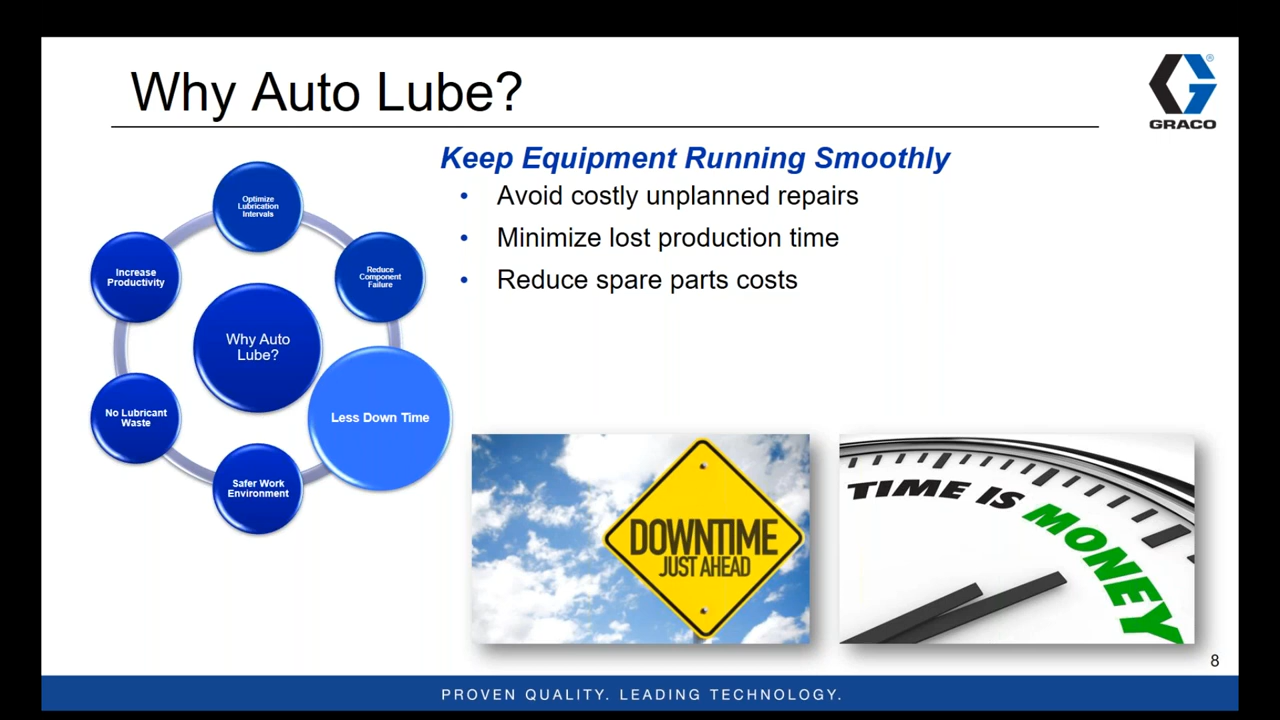 Why Auto Lube?
®
GRACO
Keep Equipment Running Smoothly
• Avoid costly unplanned repairs
• Minimize lost production time
• Reduce spare parts costs
Optimize
Lubrication
Intervals
Reduce
Component
Failure
Less Down Time
Safer Work
Environment
No Lubricant
Waste
Increase
Productivity
Why Auto
Lube?
DOWNTIME
JUST AHEAD
TIME IS MONEY
8
PROVEN QUALITY. LEADING TECHNOLOGY.